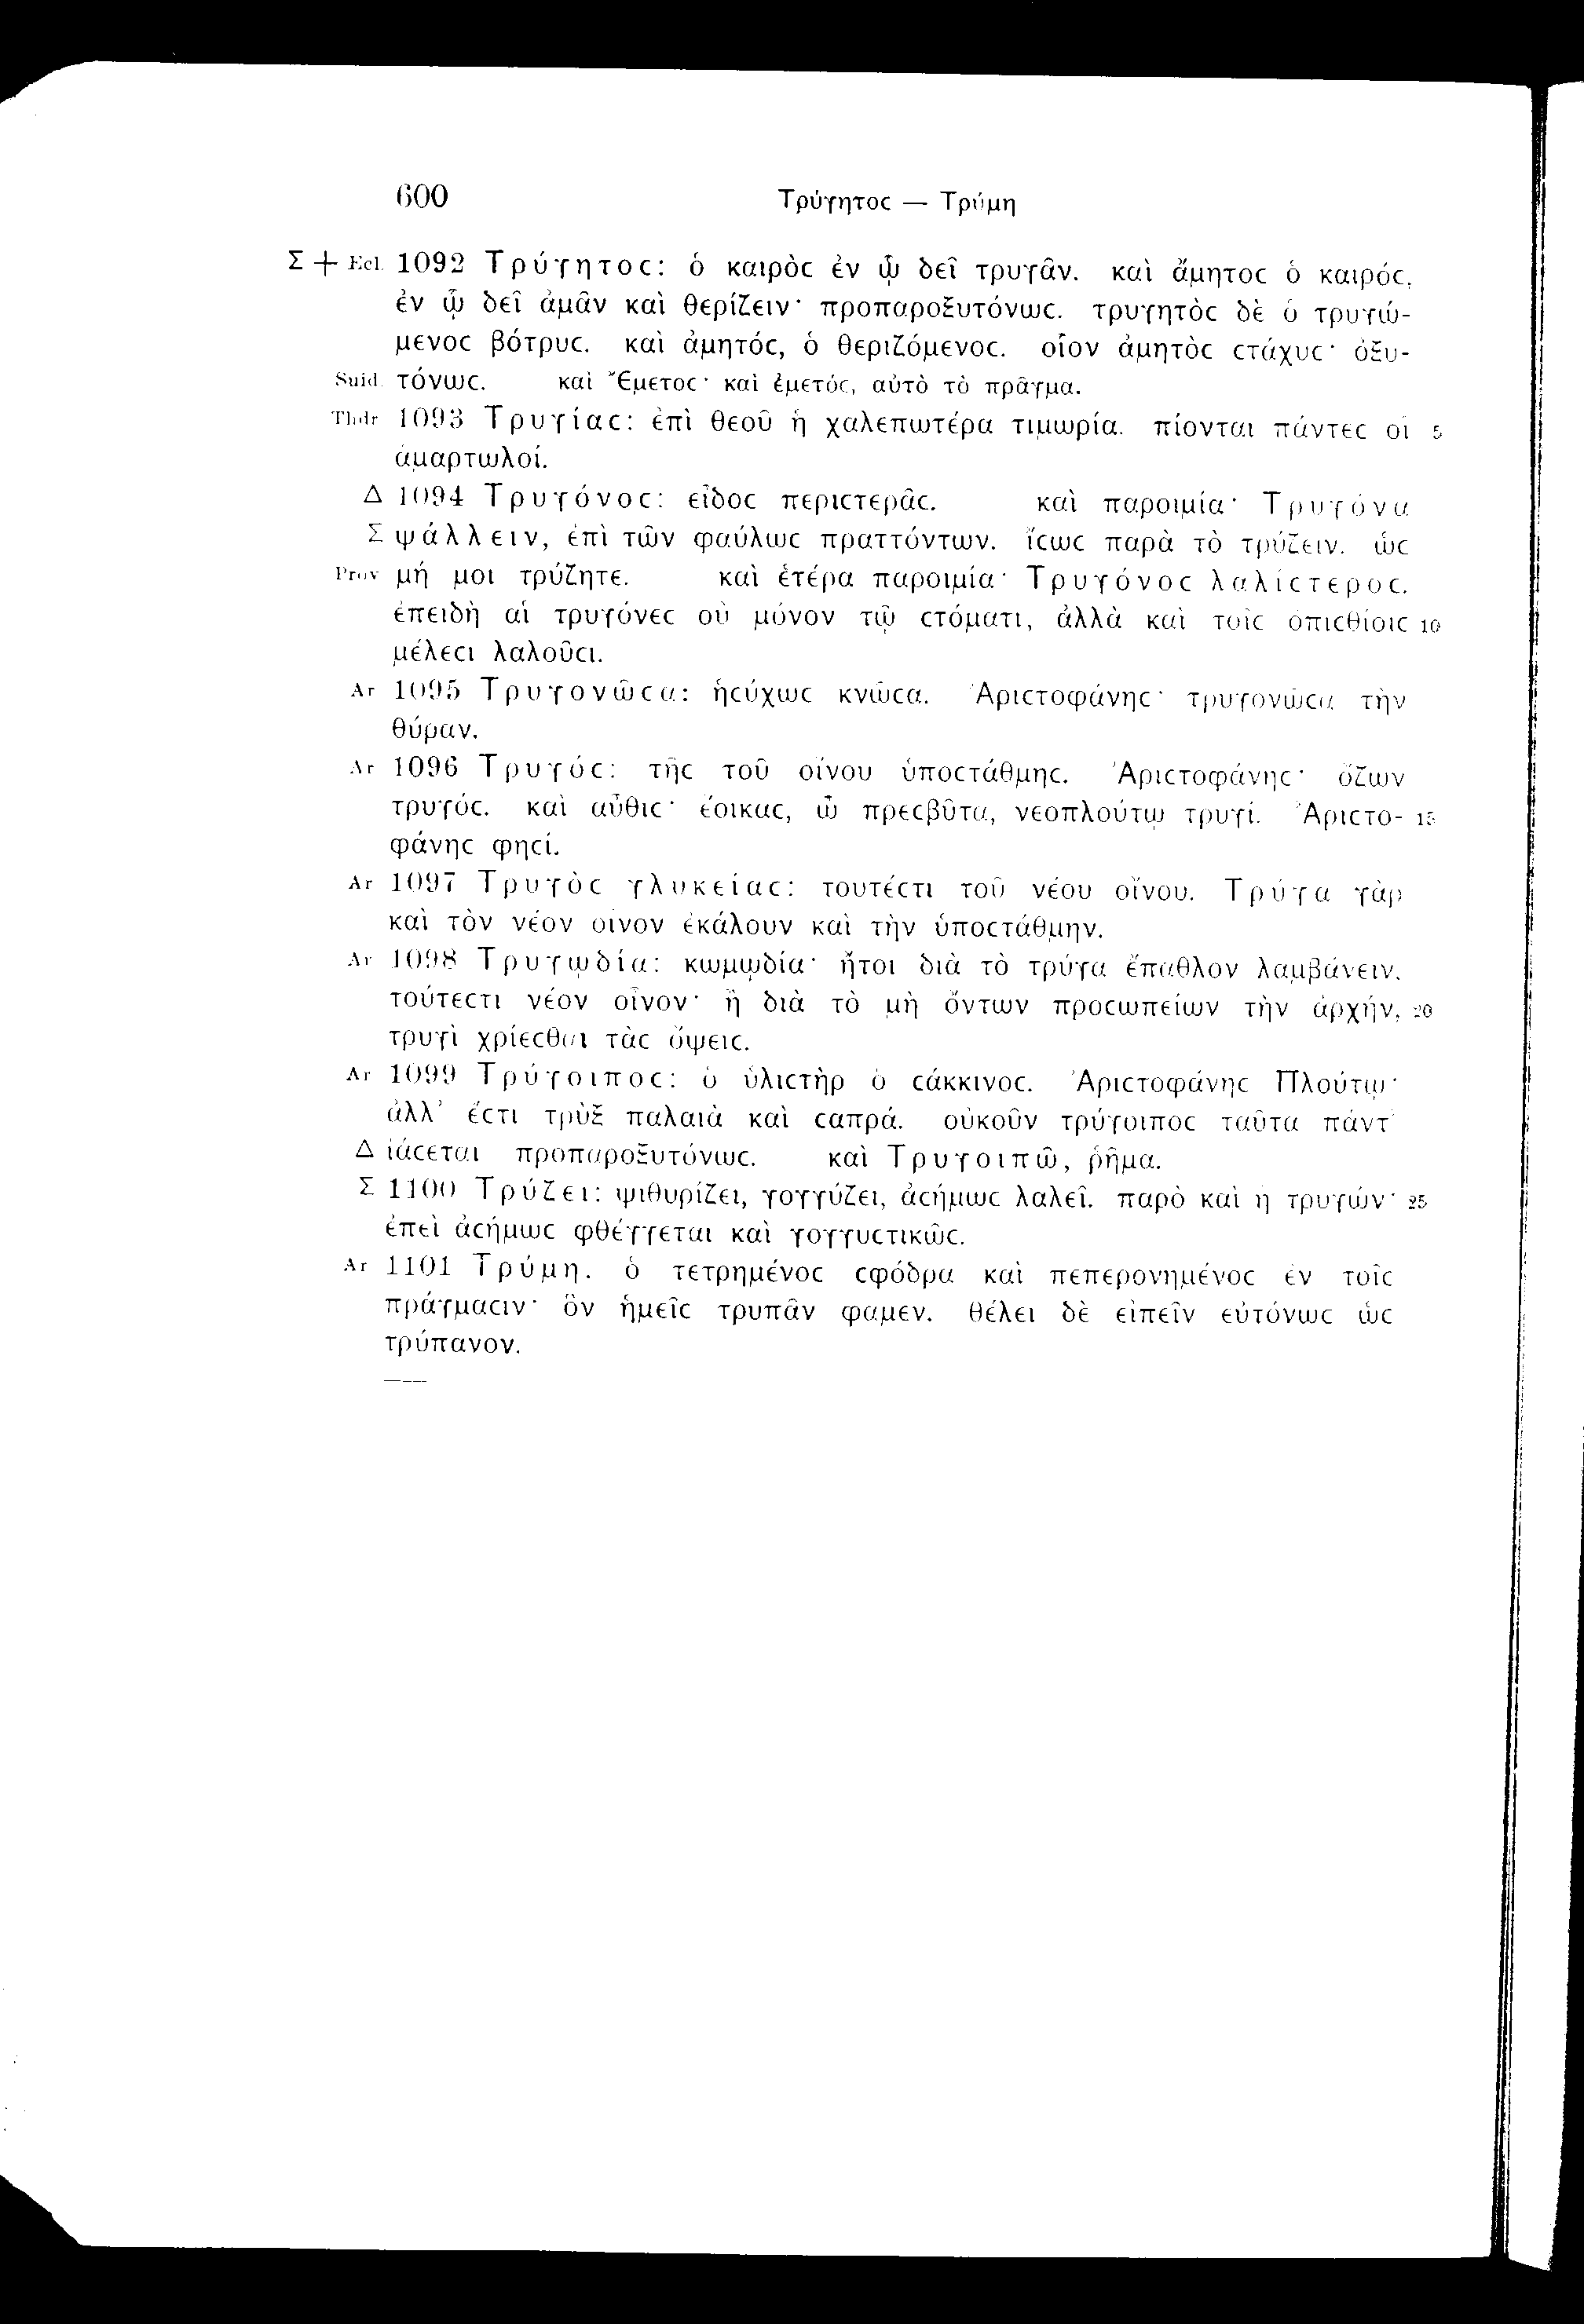 600 Τρύγητοϲ — Τρύμη
Σ + Ecl. 1092 Τρύγητοϲ: ὁ καιρὸϲ ἐν ᾧ δεῖ τρυγᾶν. καὶ ἄμητοϲ ὁ καιρόϲ,
ἐν ᾧ δεῖ ἀμᾶν καὶ θερίζειν· προπαροξυτόνωϲ. τρυγητὸϲ δὲ ὁ τρυγώ-
μενοϲ βότρυϲ. καὶ ἀμητόϲ, ὁ θεριζόμενοϲ. οἷον ἀμητὸϲ ϲτάχυϲ· ὀξυ-
Suid. τόνωϲ. καὶ Ἔμετοϲ· καὶ ἐμετόϲ, αὐτὸ τὸ πρᾶγμα.
Thdr 1093 Τρυγίαϲ: ἐπὶ θεοῦ ἡ χαλεπωτέρα τιμωρία. πίονται πάντεϲ οἱ 5
ἁμαρτωλοί.
Δ 1094 Τρυγόνοϲ: εἶδοϲ περιϲτερᾶϲ. καὶ παροιμία· Τρυγόνα
Σ ψάλλειν, ἐπὶ τῶν φαύλωϲ πραττόντων. ἴϲωϲ παρὰ τὸ τρύζειν. ὡϲ
Prov μή μοι τρύζητε. καὶ ἑτέρα παροιμία· Τρυγόνοϲ λαλίϲτεροϲ.
ἐπειδὴ αἱ τρυγόνεϲ οὐ μόνον τῷ ϲτόματι, ἀλλὰ καὶ τοῖϲ ὀπιϲθίοιϲ 10
μέλεϲι λαλοῦϲι.
Ar 1095 Τρυγονῶϲα: ἡϲύχωϲ κνῶϲα. Ἀριϲτοφάνηϲ· τρυγονῶϲα τὴν
θύραν.
Ar 1096 Τρυγόϲ: τῆϲ τοῦ οἴνου ὑποϲτάθμηϲ. Ἀριϲτοφάνηϲ· ὄζων
τρυγόϲ. καὶ αὖθιϲ· ἔοικαϲ, ὦ πρεϲβῦτα, νεοπλούτῳ τρυγί. Ἀριϲτο- 15
φάνηϲ φηϲί.
Ar 1097 Τρυγὸϲ γλυκείαϲ: τουτέϲτι τοῦ νέου οἴνου. Τρύγα γὰρ
καὶ τὸν νέον οἶνον ἐκάλουν καὶ τὴν ὑποϲτάθμην.
Ar 1098 Τρυγῳδία: κωμῳδία· ἤτοι διὰ τὸ τρύγα ἔπαθλον λαμβάνειν,
τούτεϲτι νέον οἶνον· ἢ διὰ τὸ μὴ ὄντων προϲωπείων τὴν ἀρχήν, 20
τρυγὶ χρίεϲθαι τὰϲ ὄψειϲ.
Ar 1099 Τρύγοιποϲ: ὁ ὑλιϲτὴρ ὁ ϲάκκινοϲ. Ἀριϲτοφάνηϲ Πλούτῳ·
ἀλλ' ἔϲτι τρὺξ παλαιὰ καὶ ϲαπρά. οὐκοῦν τρύγοιποϲ ταῦτα πάντ'
Δ ἰάϲεται προπαροξυτόνωϲ. καὶ Τρυγοιπῶ, ῥῆμα.
Σ 1100 Τρύζει: ψιθυρίζει, γογγύζει, ἀϲήμωϲ λαλεῖ. παρὸ καὶ ἡ τρυγών· 25
ἐπεὶ ἀϲήμωϲ φθέγγεται καὶ γογγυϲτικῶϲ.
Ar 1101 Τρύμη. ὁ τετρημένοϲ ϲφόδρα καὶ πεπερονημένοϲ ἐν τοῖϲ
πράγμαϲιν· ὃν ἡμεῖϲ τρυπᾶν φαμεν. θέλει δὲ εἰπεῖν εὐτόνωϲ ὡϲ
τρύπανον.